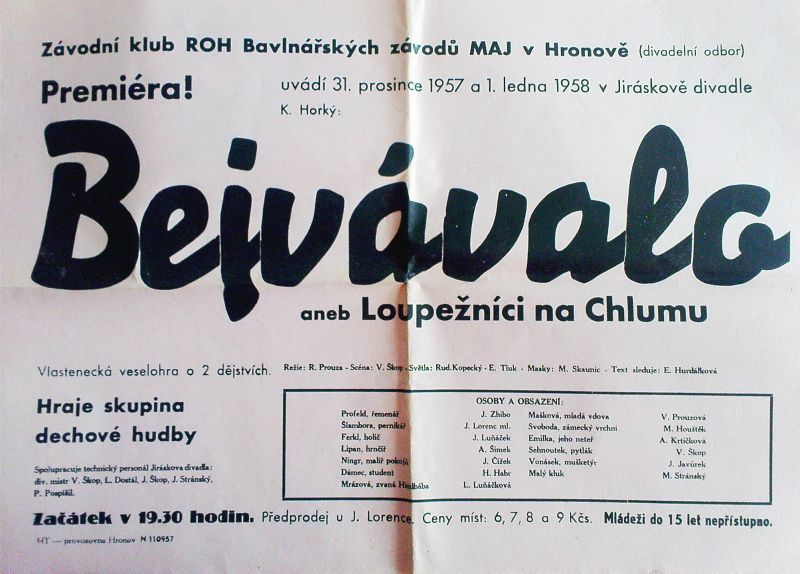 Závodní klub ROH Bavlnářských závodů MAJ v Hronově (divadelní odbor)
Premiéra!
uvádí 31. prosince 1957 a 1. ledna 1958 v Jiráskově divadle
K. Horký:
Bejvávalo
aneb Loupežníci na Chlumu
Vlastenecká veselohra o 2 dějstvích.
Režie: R. Prouza - Scéna: V. Škop - Světla: Rud. Kopecký - E. Tluk - Masky: M. Skaunic - Text sleduje: E. Hurdálková
Hraje skupina
dechové hudby
Spolupracuje technický personál Jiráskova divadla:
div. mistr V. Škop, L. Dostál, J. Škop, J. Stránský,
P. Pospíšil.
OSOBY A OBSAZENÍ:
Profeld, řemenář J. Zhibo
Šlambora, pernikář J. Lorenc ml.
Ferkl, holič J. Luňáček
Lipan, hrnčíř A. Šimek
Ningr, malíř pokojů J. Čížek
Dámec, student H. Habr
Mrázová, zvaná L. Luňáčková
Mašková, mladá vdova V. Prouzová
Svoboda, zámecký vrchní M. Houštěk
Emilka, jeho neteř A. Krtičková
Sehnoutek, pytlák V. Škop
Vonásek, mušketýr J. Javůrek
Malý kluk M. Stránský
Začátek v 19.30 hodin. Předprodej u J. Lorence. Ceny míst: 6, 7, 8 a 9 Kčs. Mládeži do 15 let nepřístupno.
HT — provozovna Hronov N 110957